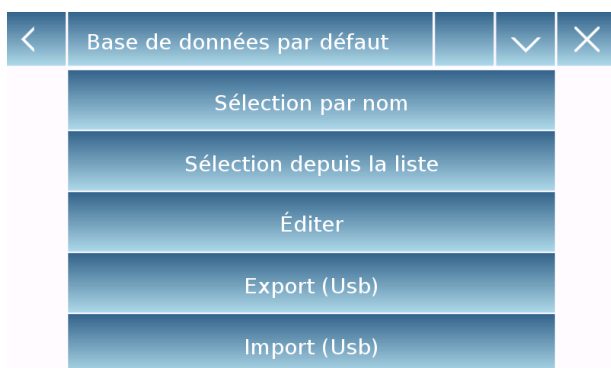 Base de données par défaut
Sélection par nom
Sélection depuis la liste
Éditer
Export (Usb)
Import (Usb)